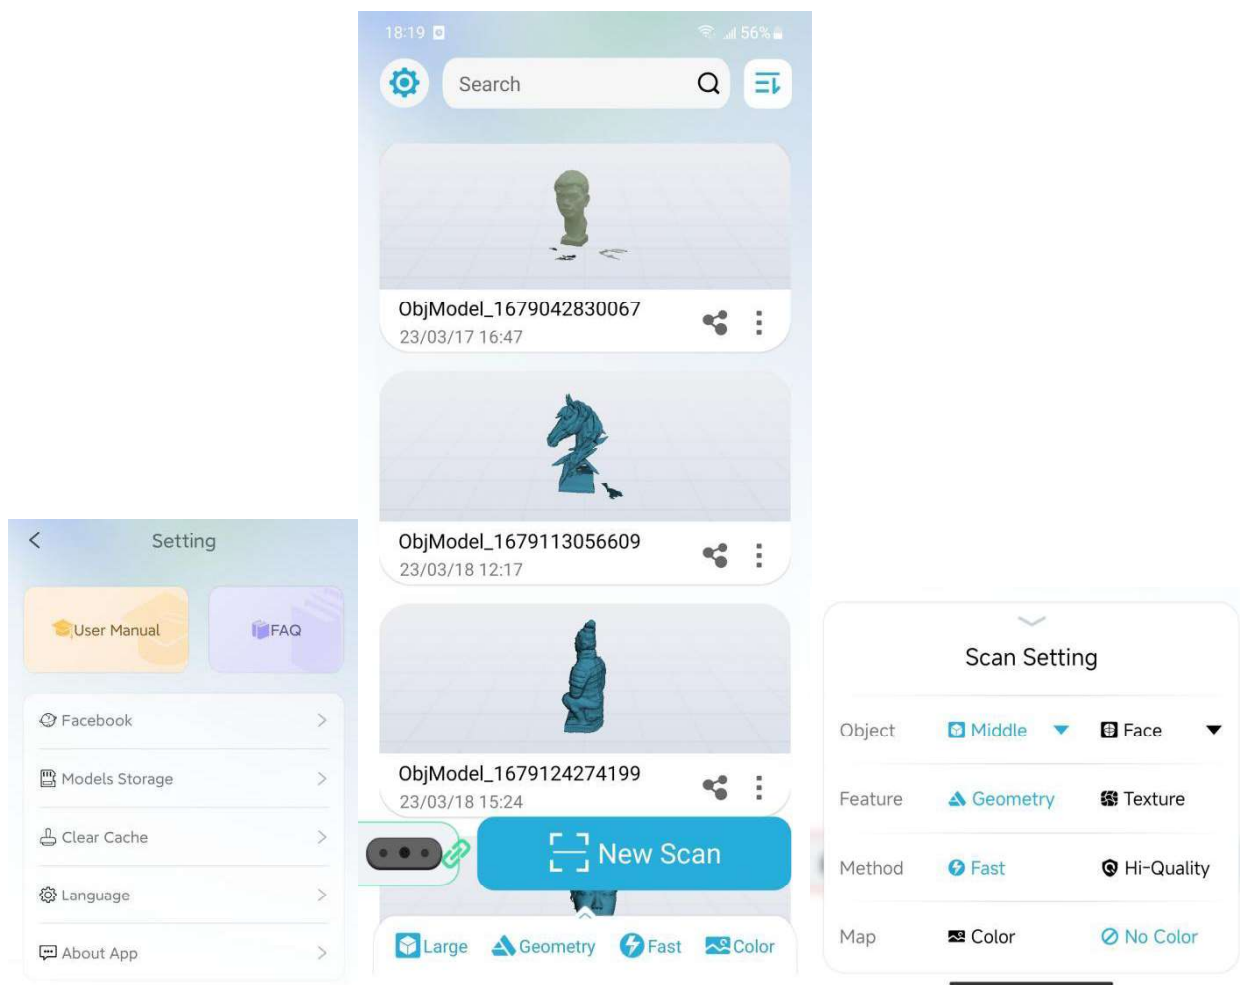 Setting
User Manual
FAQ
Facebook
Models Storage
Clear Cache
Language
About App
18:19
56%
Search
ObjModel_1679042830067
23/03/17 16:47
ObjModel_1679113056609
23/03/18 12:17
ObjModel_1679124274199
23/03/18 15:24
New Scan
Large Geometry Fast Color
Scan Setting
Object Middle Face
Feature Geometry Texture
Method Fast Hi-Quality
Map Color No Color